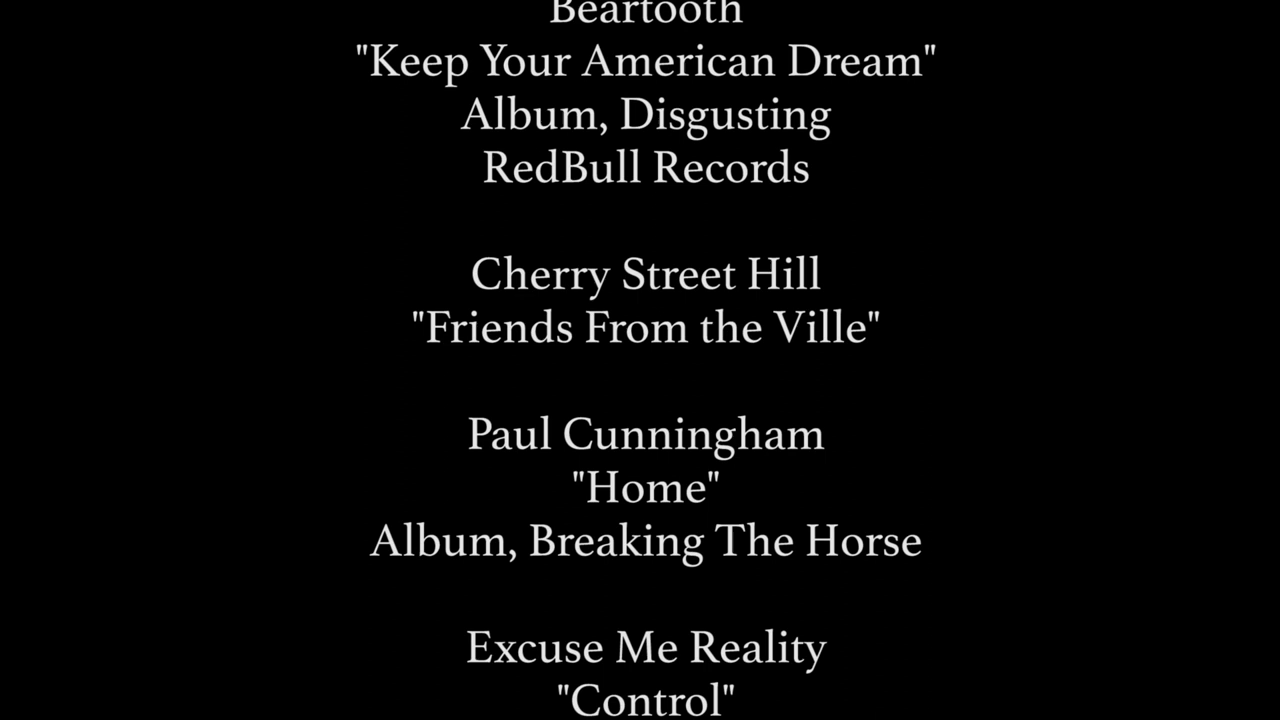 Beartooth
"Keep Your American Dream"
Album, Disgusting
RedBull Records
Cherry Street Hill
"Friends From the Ville"
Paul Cunningham
"Home"
Album, Breaking The Horse
Excuse Me Reality
"Control"